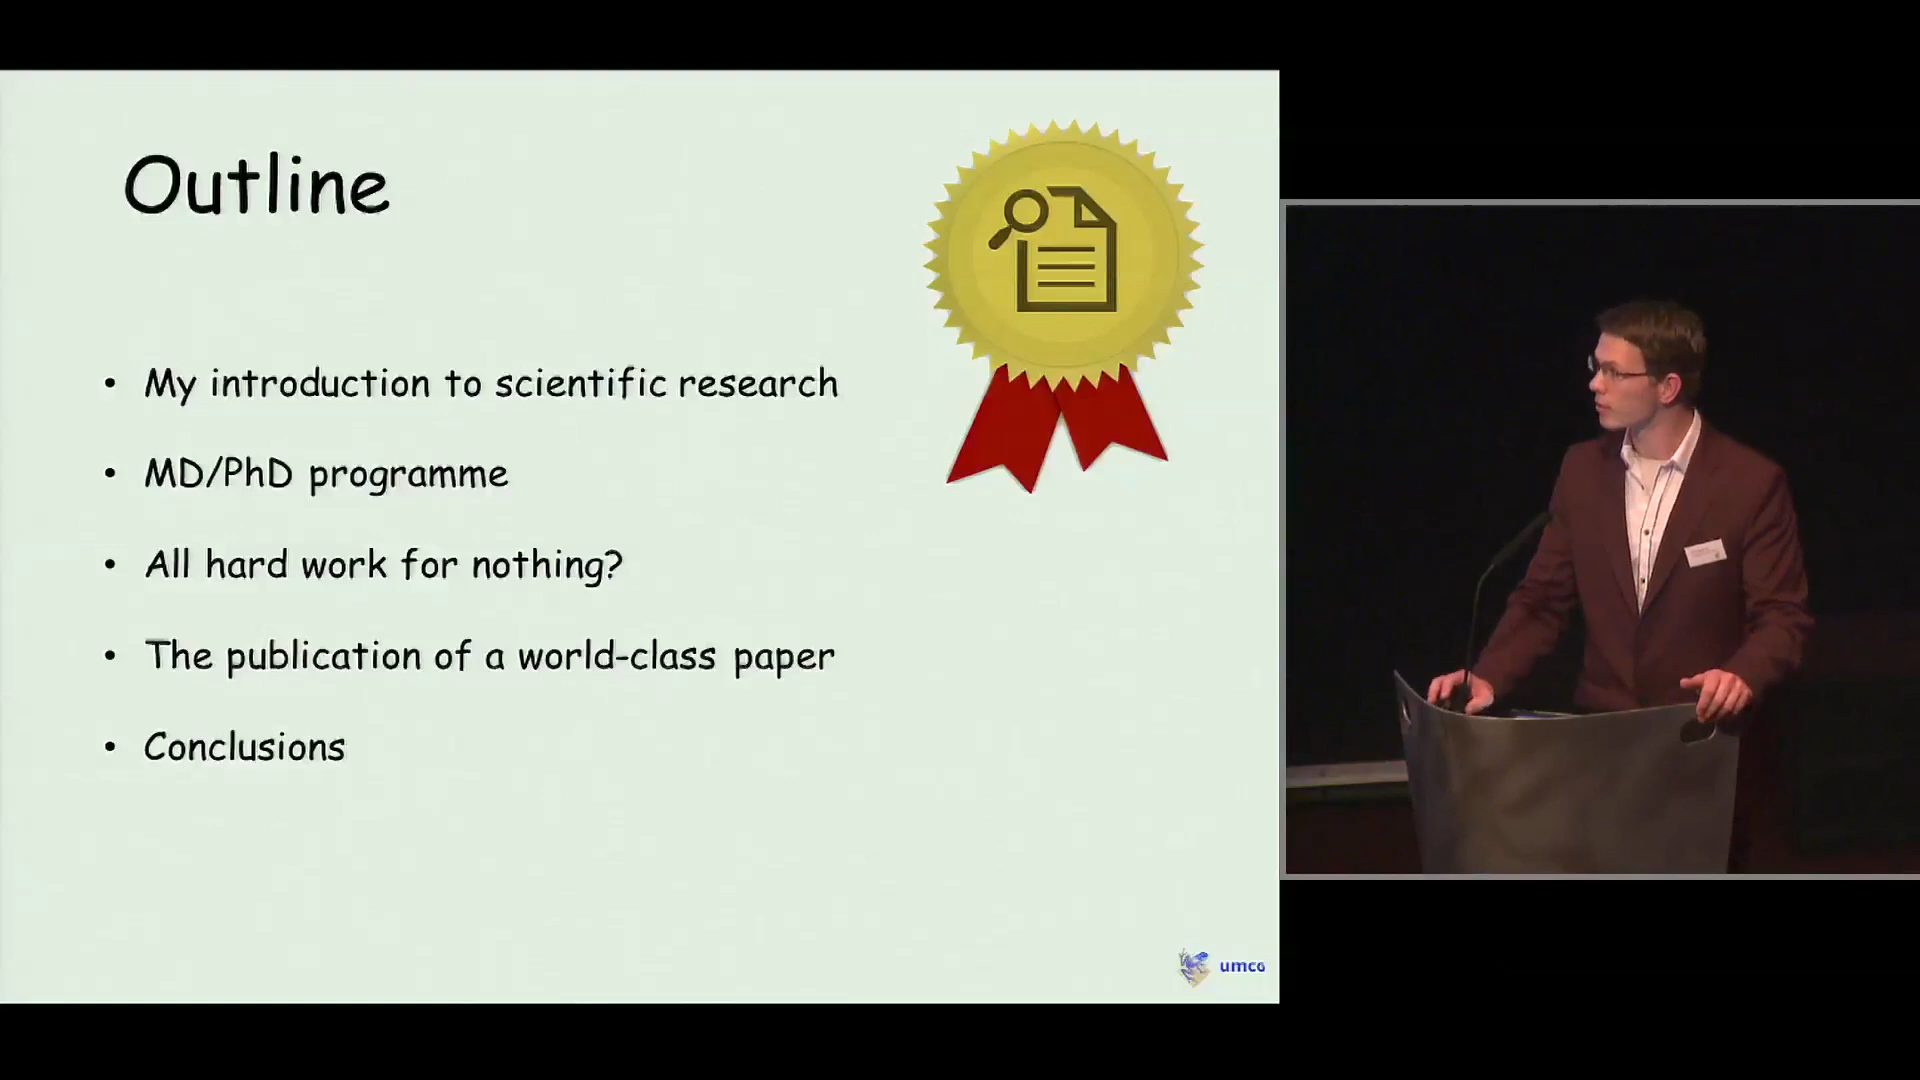 Outline
• My introduction to scientific research
• MD/PhD programme
• All hard work for nothing?
• The publication of a world-class paper
• Conclusions
umcg